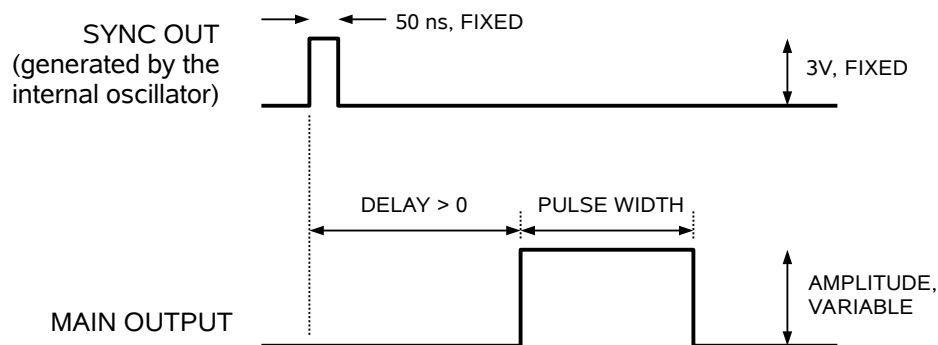 50 ns, FIXED
SYNC OUT
(generated by the
internal oscillator)
3V, FIXED
DELAY > 0
PULSE WIDTH
AMPLITUDE,
VARIABLE
MAIN OUTPUT